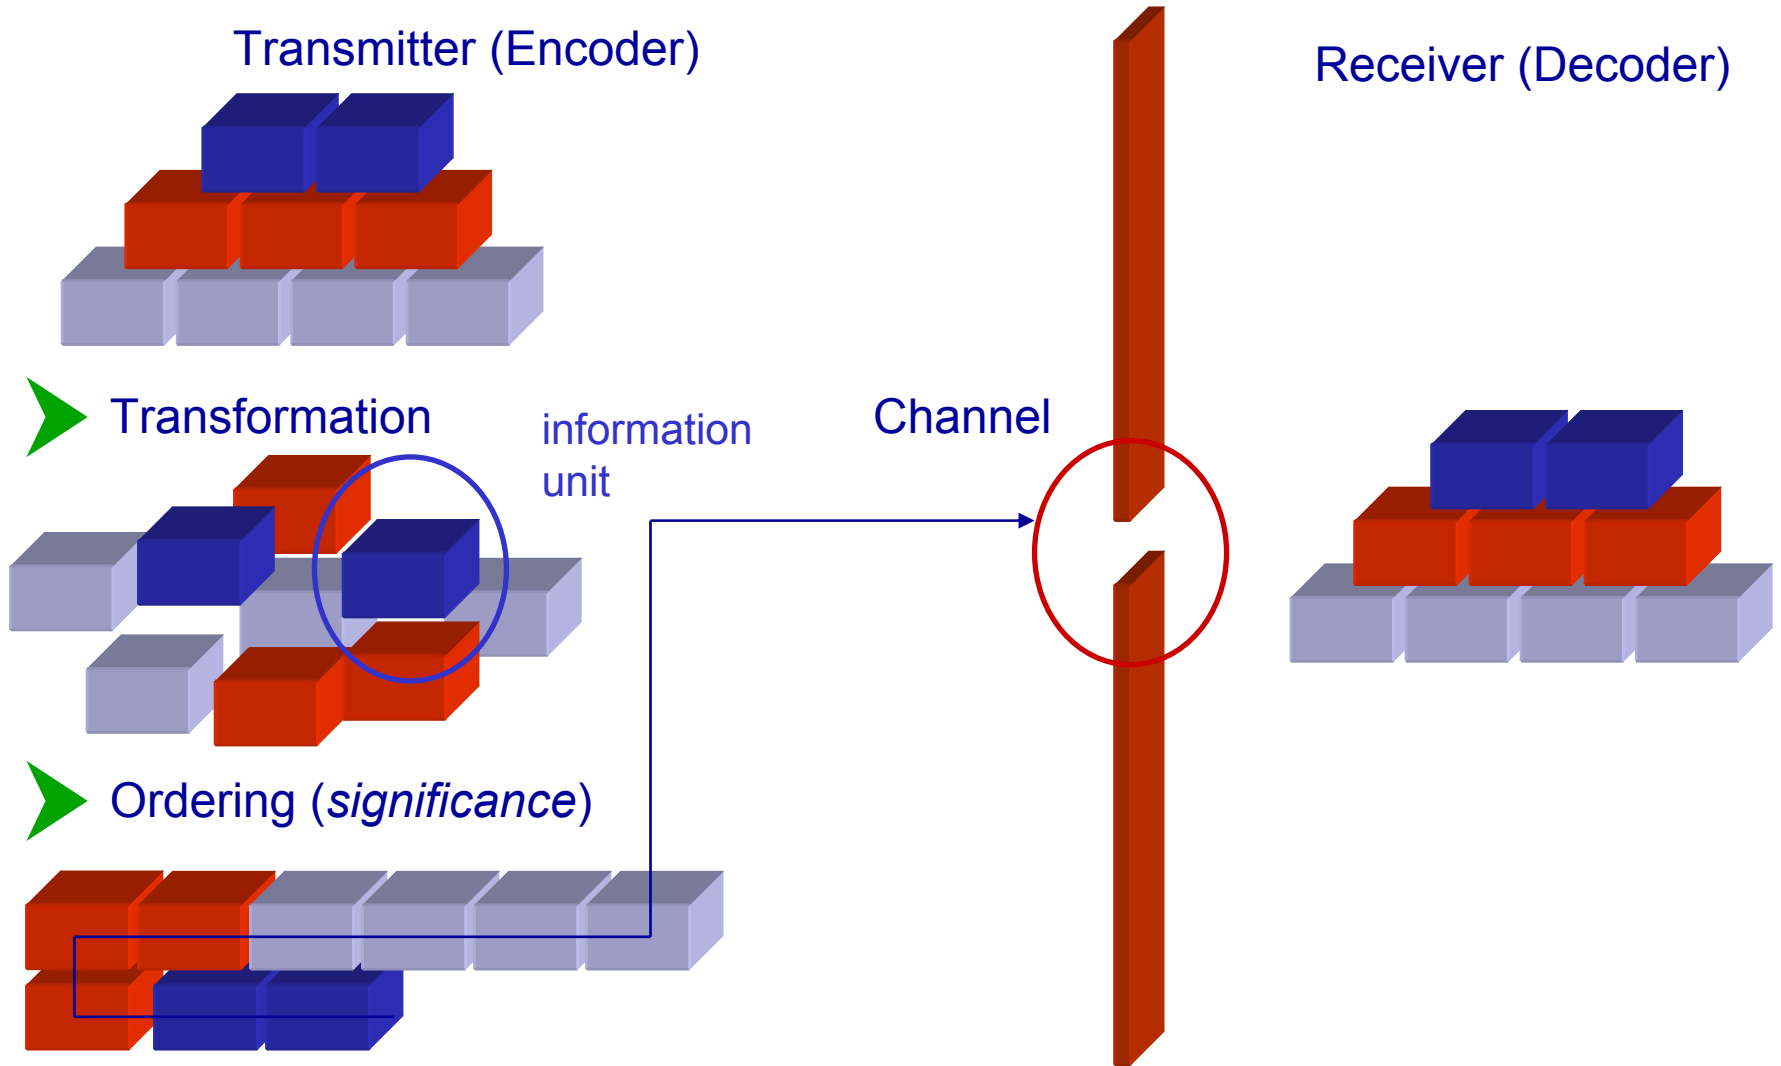 Transmitter (Encoder)
Receiver (Decoder)
Transformation
information
unit
Channel
Ordering (significance)